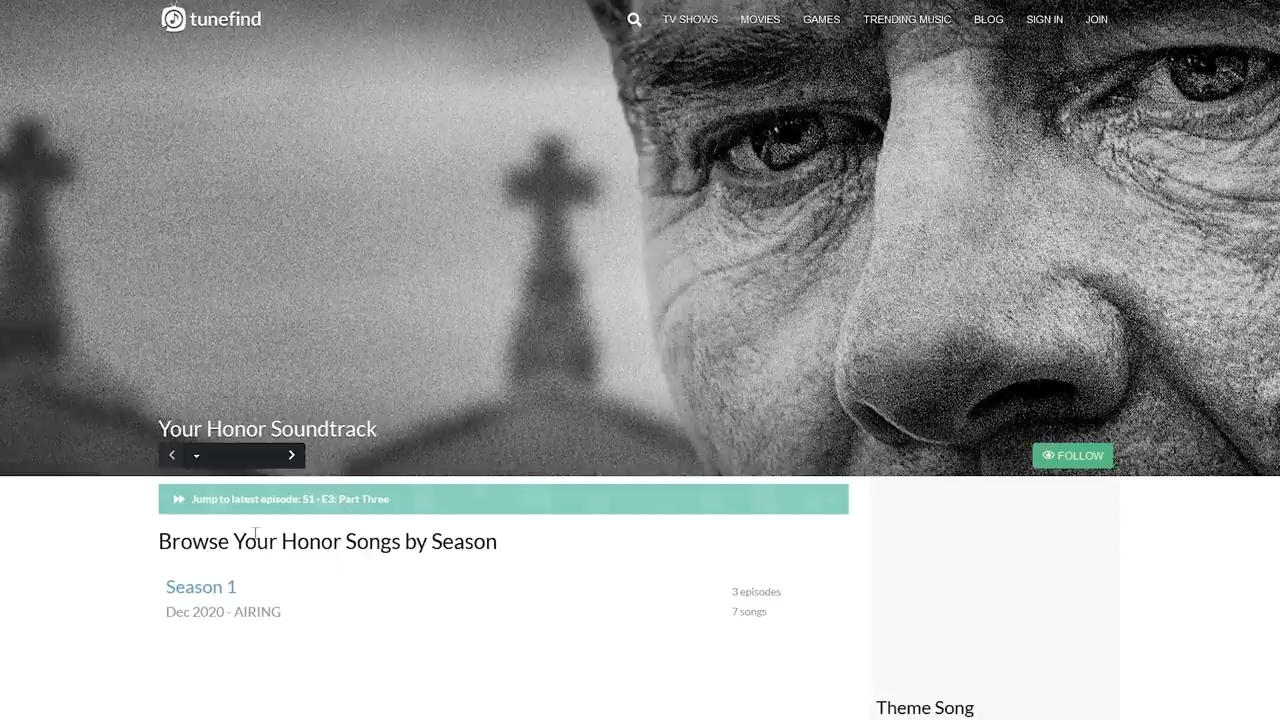 tunefind
TV SHOWS MOVIES GAMES TRENDING MUSIC BLOG SIGN IN JOIN
Your Honor Soundtrack
FOLLOW
Jump to latest episode: S1 - E3: Part Three
Browse Your Honor Songs by Season
Season 1
3 episodes
Dec 2020 - AIRING
7 songs
Theme Song